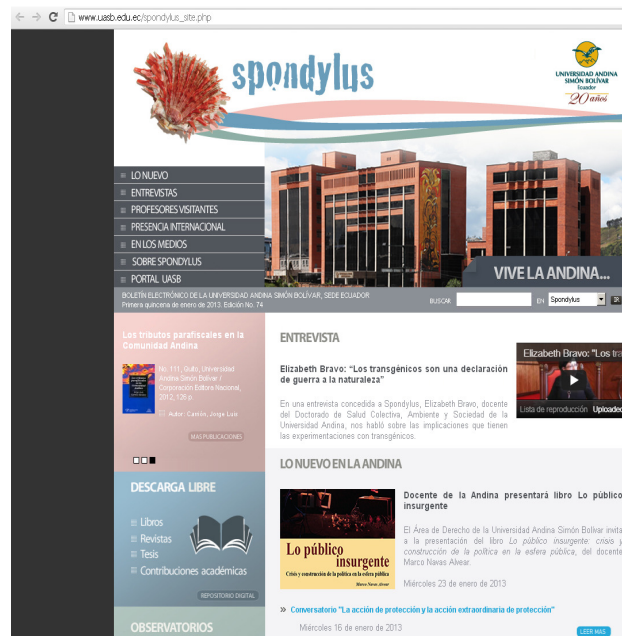 www.uasb.edu.ec/spondylus_site.php
spondylus
UNIVERSIDAD ANDINA
SIMÓN BOLÍVAR
Ecuador
20 años
LO NUEVO
ENTREVISTAS
PROFESORES VISITANTES
PRESENCIA INTERNACIONAL
EN LOS MEDIOS
SOBRE SPONDYLUS
PORTAL UASB
VIVE LA ANDINA...
BOLETÍN ELECTRÓNICO DE LA UNIVERSIDAD ANDINA SIMÓN BOLÍVAR, SEDE ECUADOR
Primera quincena de enero de 2013. Edición No. 74
BUSCAR EN Spondylus IR
Los tributos parafiscales en la
Comunidad Andina
No. 111, Quito, Universidad
Andina Simón Bolívar /
Corporación Editora Nacional,
2012, 126 p.
Autor: Cantón, Jorge Luis
MAS PUBLICACIONES
DESCARGA LIBRE
Libros
Revistas
Tesis
Contribuciones académicas
REPOSITORIO DIGITAL
OBSERVATORIOS
ENTREVISTA
Elizabeth Bravo: “Los transgénicos son una declaración
de guerra a la naturaleza”
En una entrevista concedida a Spondylus, Elizabeth Bravo, docente
del Doctorado de Salud Colectiva, Ambiente y Sociedad de la
Universidad Andina, nos habló sobre las implicaciones que tienen
las experimentaciones con transgénicos.
Elizabeth Bravo: "Los tra
Lista de reproducción Uploaded
LO NUEVO EN LA ANDINA
Lo público
insurgente
Crisis y construcción de la política en la esfera pública
Marco Navas Alvear
Docente de la Andina presentará libro Lo público
insurgente
El Área de Derecho de la Universidad Andina Simón Bolívar invita
a la presentación del libro Lo público insurgente: crisis y
construcción de la política en la esfera pública, del docente
Marco Navas Alvear.
Miércoles 23 de enero de 2013
» Conversatorio "La acción de protección y la acción extraordinaria de protección"
Miércoles 16 de enero de 2013
LEER MAS